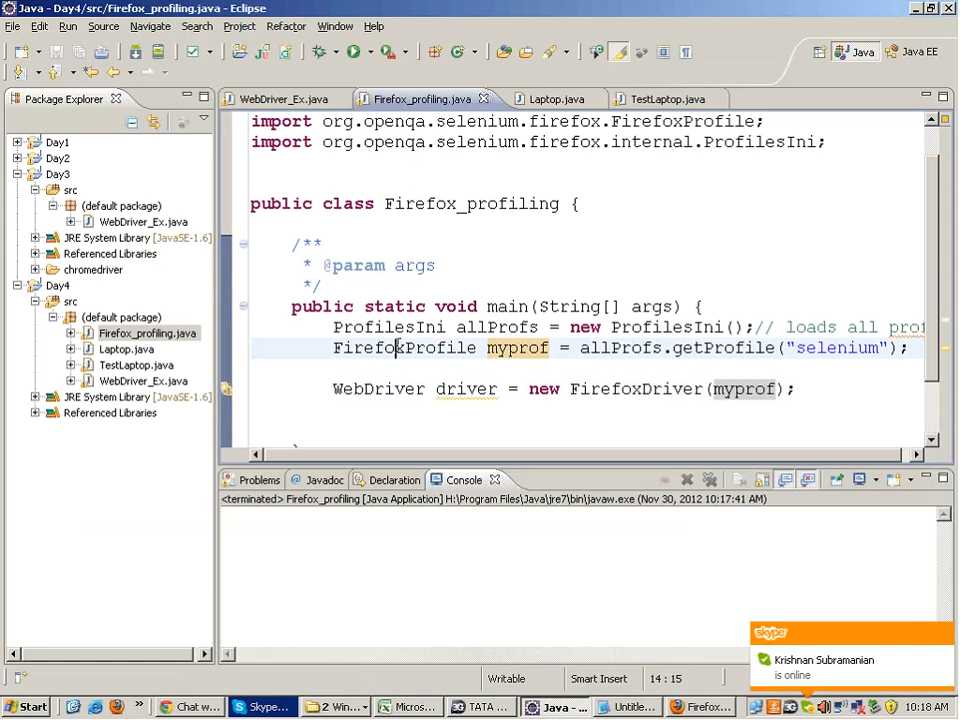 Java - Day4/src/Firefox_profiling.java - Eclipse
File Edit Run Source Navigate Search Project Refactor Window Help
Java Java EE
Package Explorer
WebDriver_Ex.java Firefox_profiling.java Laptop.java TestLaptop.java
Day1
Day2
Day3
src
(default package)
WebDriver_Ex.java
JRE System Library [JavaSE-1.6]
Referenced Libraries
chromedriver
Day4
src
(default package)
Firefox_profiling.java
Laptop.java
TestLaptop.java
WebDriver_Ex.java
JRE System Library [JavaSE-1.6]
Referenced Libraries
import org.openqa.selenium.firefox.FirefoxProfile;
import org.openqa.selenium.firefox.internal.ProfilesIni;
public class Firefox_profiling {
/**
* @param args
*/
public static void main(String[] args) {
ProfilesIni allProfs = new ProfilesIni();// loads all prof
FirefoxProfile myprof = allProfs.getProfile("selenium");
WebDriver driver = new FirefoxDriver(myprof);
}
Problems @ Javadoc Declaration Console
<terminated> Firefox_profiling [Java Application] H:\Program Files\Java\jre7\bin\javaw.exe (Nov 30, 2012 10:17:41 AM)
skype
Krishnan Subramanian
is online
Writable Smart Insert 14 : 15
Start » Chat w... Skype... 2 Win... Micros... TATA ... Java -... Untitle... Firefox... 10:18 AM